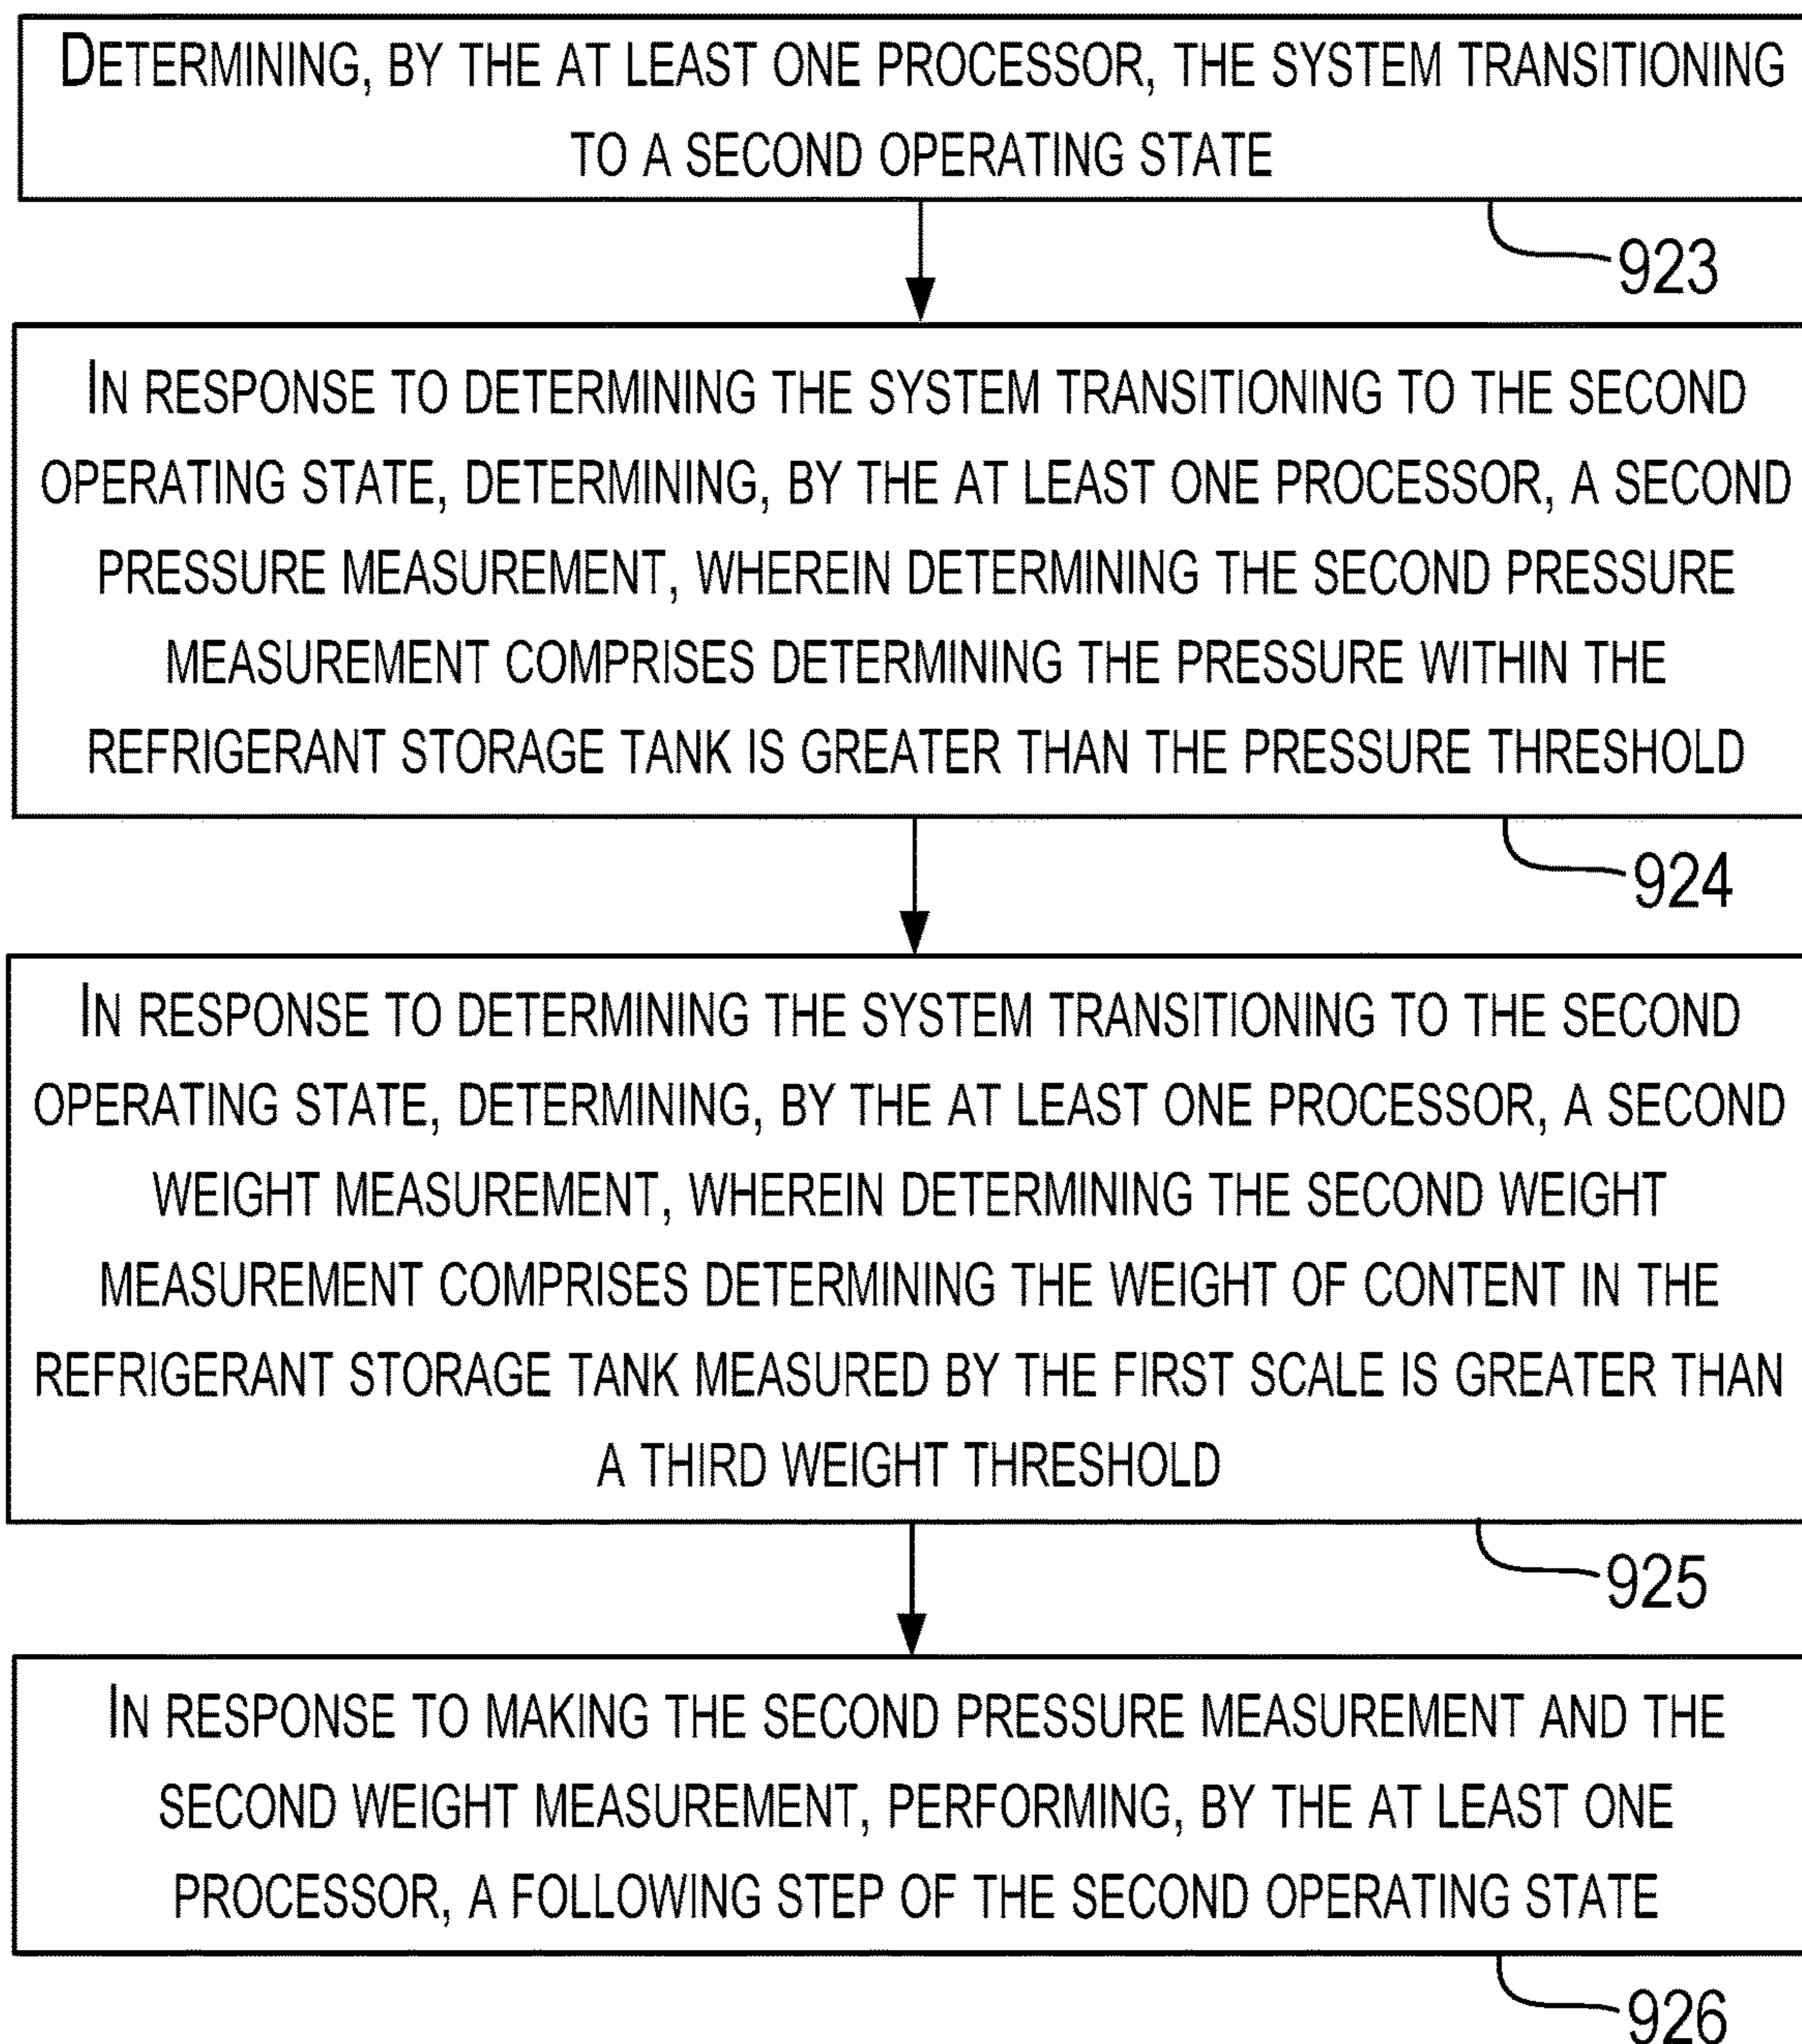 DETERMINING, BY THE AT LEAST ONE PROCESSOR, THE SYSTEM TRANSITIONING
TO A SECOND OPERATING STATE
923
IN RESPONSE TO DETERMINING THE SYSTEM TRANSITIONING TO THE SECOND
OPERATING STATE, DETERMINING, BY THE AT LEAST ONE PROCESSOR, A SECOND
PRESSURE MEASUREMENT, WHEREIN DETERMINING THE SECOND PRESSURE
MEASUREMENT COMPRISES DETERMINING THE PRESSURE WITHIN THE
REFRIGERANT STORAGE TANK IS GREATER THAN THE PRESSURE THRESHOLD
924
IN RESPONSE TO DETERMINING THE SYSTEM TRANSITIONING TO THE SECOND
OPERATING STATE, DETERMINING, BY THE AT LEAST ONE PROCESSOR, A SECOND
WEIGHT MEASUREMENT, WHEREIN DETERMINING THE SECOND WEIGHT
MEASUREMENT COMPRISES DETERMINING THE WEIGHT OF CONTENT IN THE
REFRIGERANT STORAGE TANK MEASURED BY THE FIRST SCALE IS GREATER THAN
A THIRD WEIGHT THRESHOLD
925
IN RESPONSE TO MAKING THE SECOND PRESSURE MEASUREMENT AND THE
SECOND WEIGHT MEASUREMENT, PERFORMING, BY THE AT LEAST ONE
PROCESSOR, A FOLLOWING STEP OF THE SECOND OPERATING STATE
926